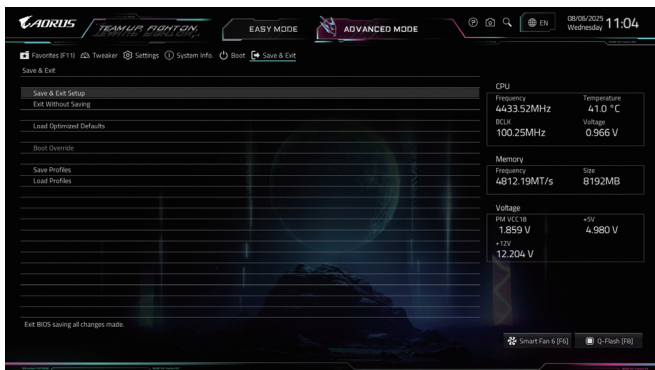 AORUS TEAM UP. FIGHT ON. EASY MODE ADVANCED MODE EN 08/06/2025 Wednesday 11:04
Favorites (F11) Tweaker Settings System Info. Boot Save & Exit
Save & Exit
Save & Exit Setup
Exit Without Saving
Load Optimized Defaults
Boot Override
Save Profiles
Load Profiles
Exit BIOS saving all changes made.
CPU
Frequency Temperature
4433.52MHz 41.0 °C
BCLK Voltage
100.25MHz 0.966 V
Memory
Frequency Size
4812.19MT/s 8192MB
Voltage
PM VCC18 +5V
1.859 V 4.980 V
+12V
12.204 V
Smart Fan 6 [F6] Q-Flash [F8]